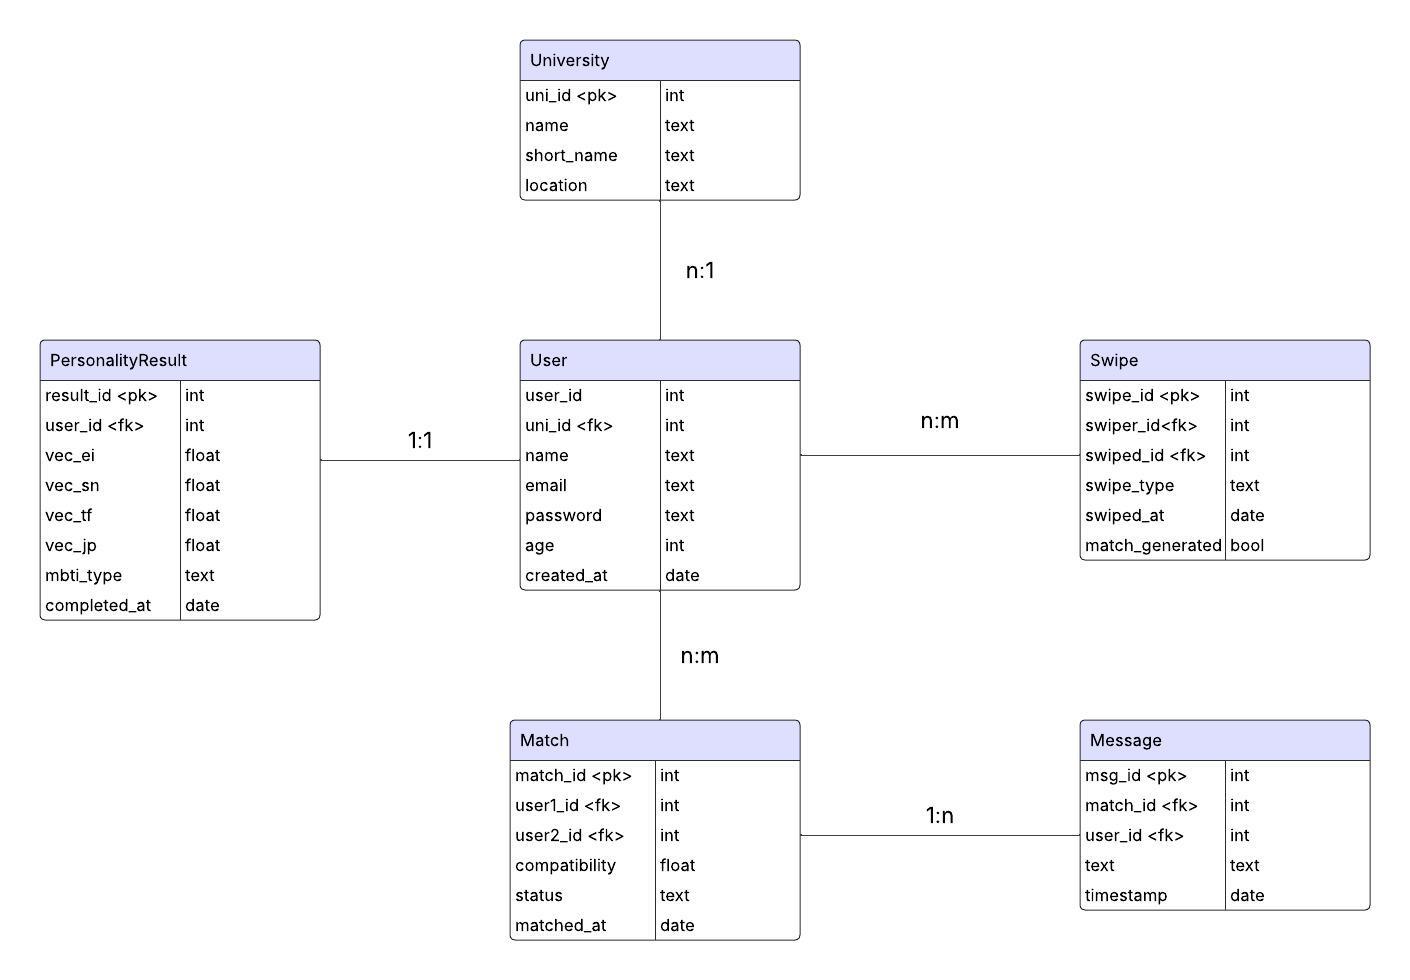 University
uni_id <pk> int
name text
short_name text
location text
n:1
PersonalityResult
result_id <pk> int
user_id <fk> int
vec_ei float
vec_sn float
vec_tf float
vec_jp float
mbti_type text
completed_at date
1:1
User
user_id int
uni_id <fk> int
name text
email text
password text
age int
created_at date
n:m
Swipe
swipe_id <pk> int
swiper_id<fk> int
swiped_id <fk> int
swipe_type text
swiped_at date
match_generated bool
n:m
Match
match_id <pk> int
user1_id <fk> int
user2_id <fk> int
compatibility float
status text
matched_at date
1:n
Message
msg_id <pk> int
match_id <fk> int
user_id <fk> int
text text
timestamp date